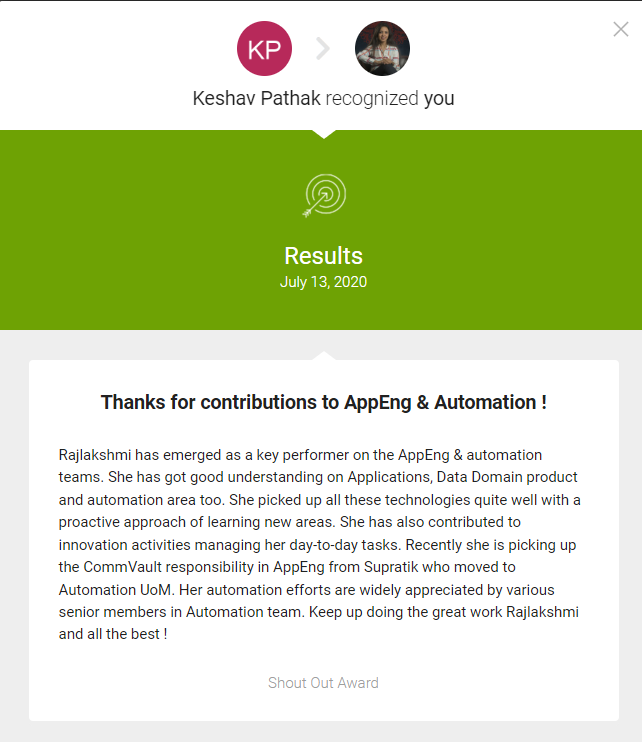 KP
Keshav Pathak recognized you
Results
July 13, 2020
Thanks for contributions to AppEng & Automation !
Rajlakshmi has emerged as a key performer on the AppEng & automation
teams. She has got good understanding on Applications, Data Domain product
and automation area too. She picked up all these technologies quite well with a
proactive approach of learning new areas. She has also contributed to
innovation activities managing her day-to-day tasks. Recently she is picking up
the CommVault responsibility in AppEng from Supratik who moved to
Automation UoM. Her automation efforts are widely appreciated by various
senior members in Automation team. Keep up doing the great work Rajlakshmi
and all the best !
Shout Out Award